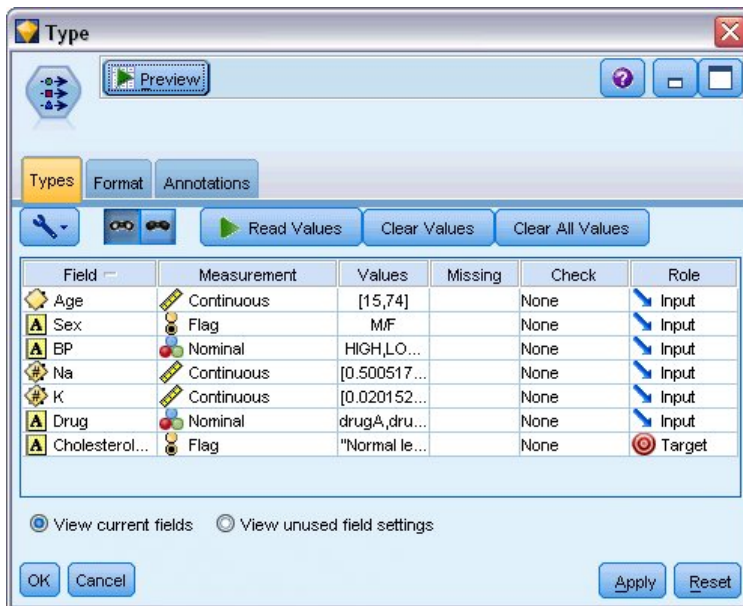 Type
Preview
Types Format Annotations
Read Values Clear Values Clear All Values
Field Measurement Values Missing Check Role
Age Continuous [15,74] None Input
A Sex Flag M/F None Input
A BP Nominal HIGH,LO... None Input
# Na Continuous [0.500517... None Input
# K Continuous [0.020152... None Input
A Drug Nominal drugA,dru... None Input
A Cholesterol... Flag "Normal le... None Target
View current fields View unused field settings
OK Cancel Apply Reset